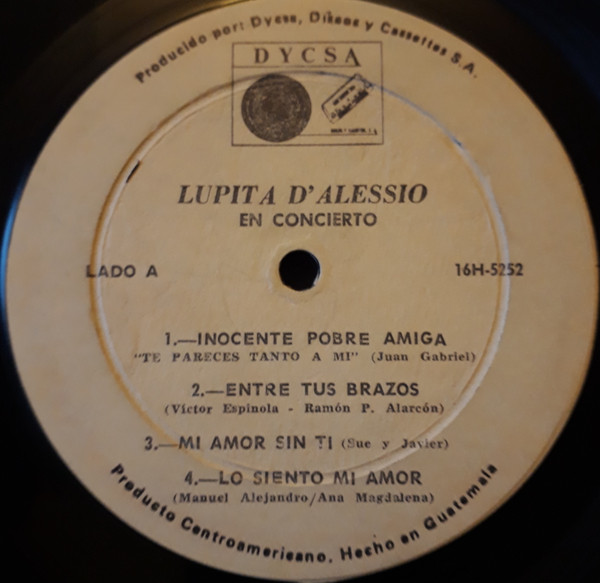 Producido por: Dycsa, Discos y Cassettes S.A.
DYCSA
LUPITA D'ALESSIO
EN CONCIERTO
LADO A
16H-5252
1.—INOCENTE POBRE AMIGA
"TE PARECES TANTO A MI" (Juan Gabriel)
2.—ENTRE TUS BRAZOS
(Víctor Espínola - Ramón P. Alarcón)
3.—MI AMOR SIN TI (Sue y Javier)
4.—LO SIENTO MI AMOR
(Manuel Alejandro/Ana Magdalena)
Producto Centroamericano, Hecho en Guatemala